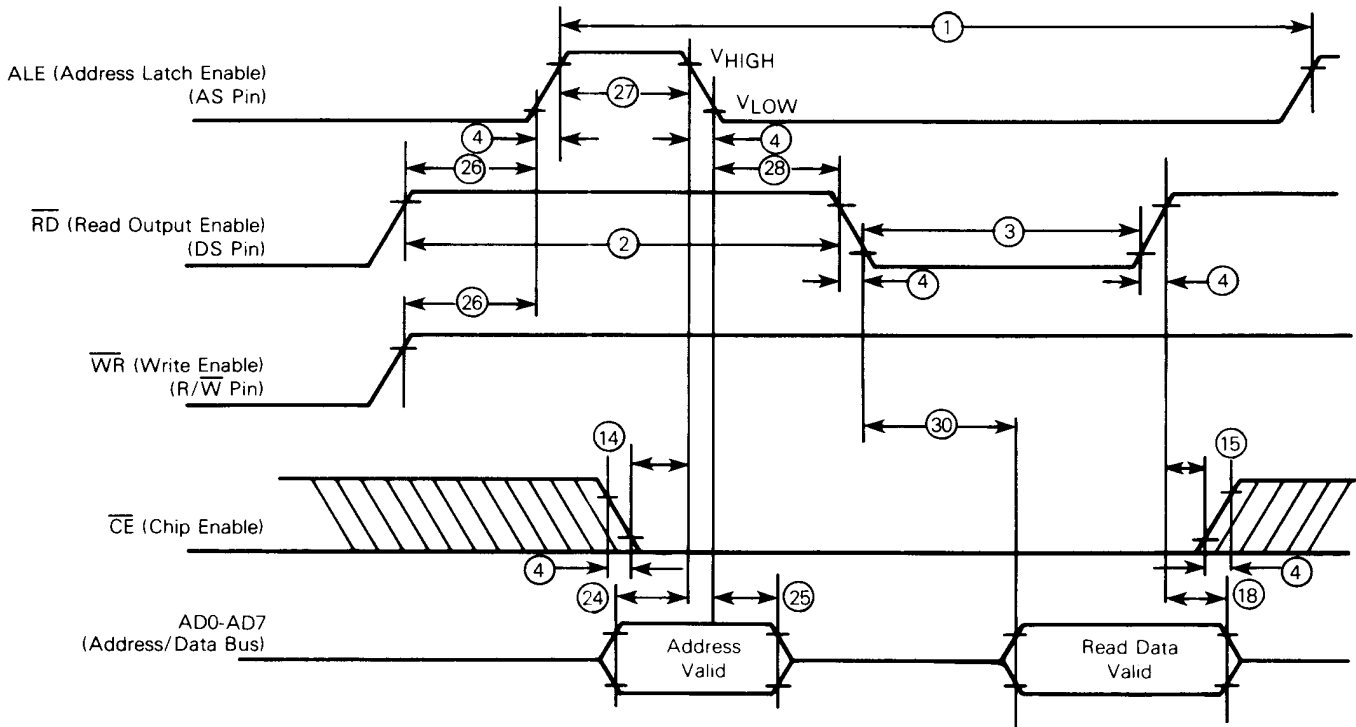 1
ALE (Address Latch Enable)
(AS Pin)
VHIGH
27
VLOW
4
4
26
28
RD (Read Output Enable)
(DS Pin)
2
3
4
4
26
WR (Write Enable)
(R/W Pin)
30
14
15
CE (Chip Enable)
4
4
24
25
18
AD0-AD7
(Address/Data Bus)
Address
Valid
Read Data
Valid